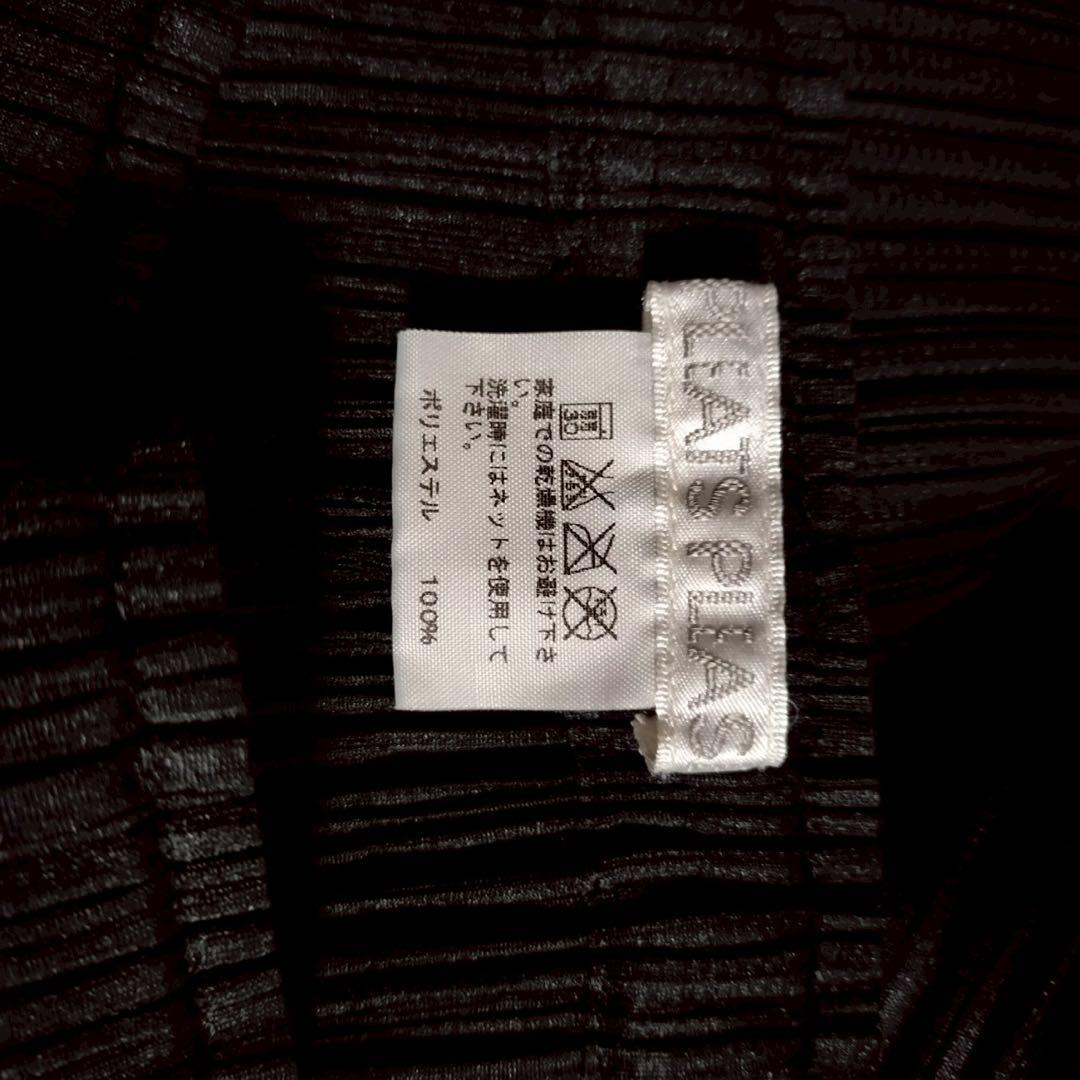 PLEATS PLEAS
30
家庭での乾燥機はお避け下さ
い。
洗濯時にはネットを使用して
下さい。
ポリエステル 100%